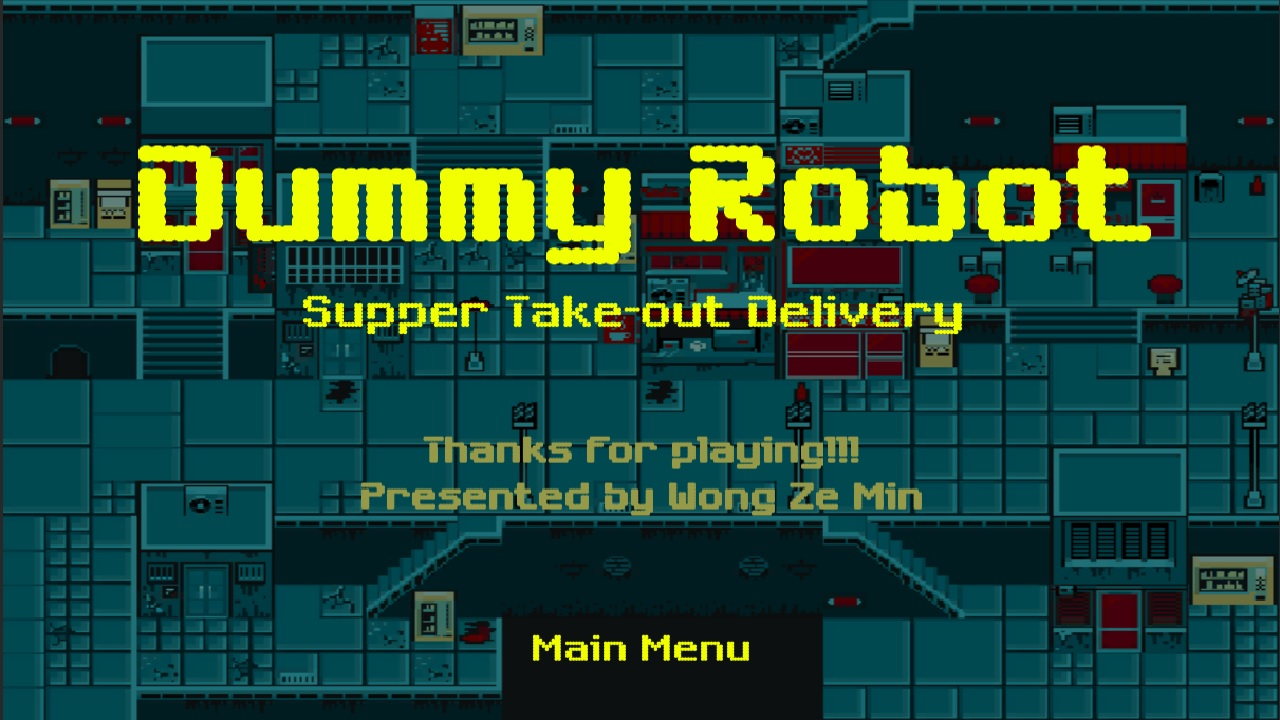 Dummy Robot
Supper Take-out Delivery
Thanks for playing!!!
Presented by Wong Ze Min
Main Menu